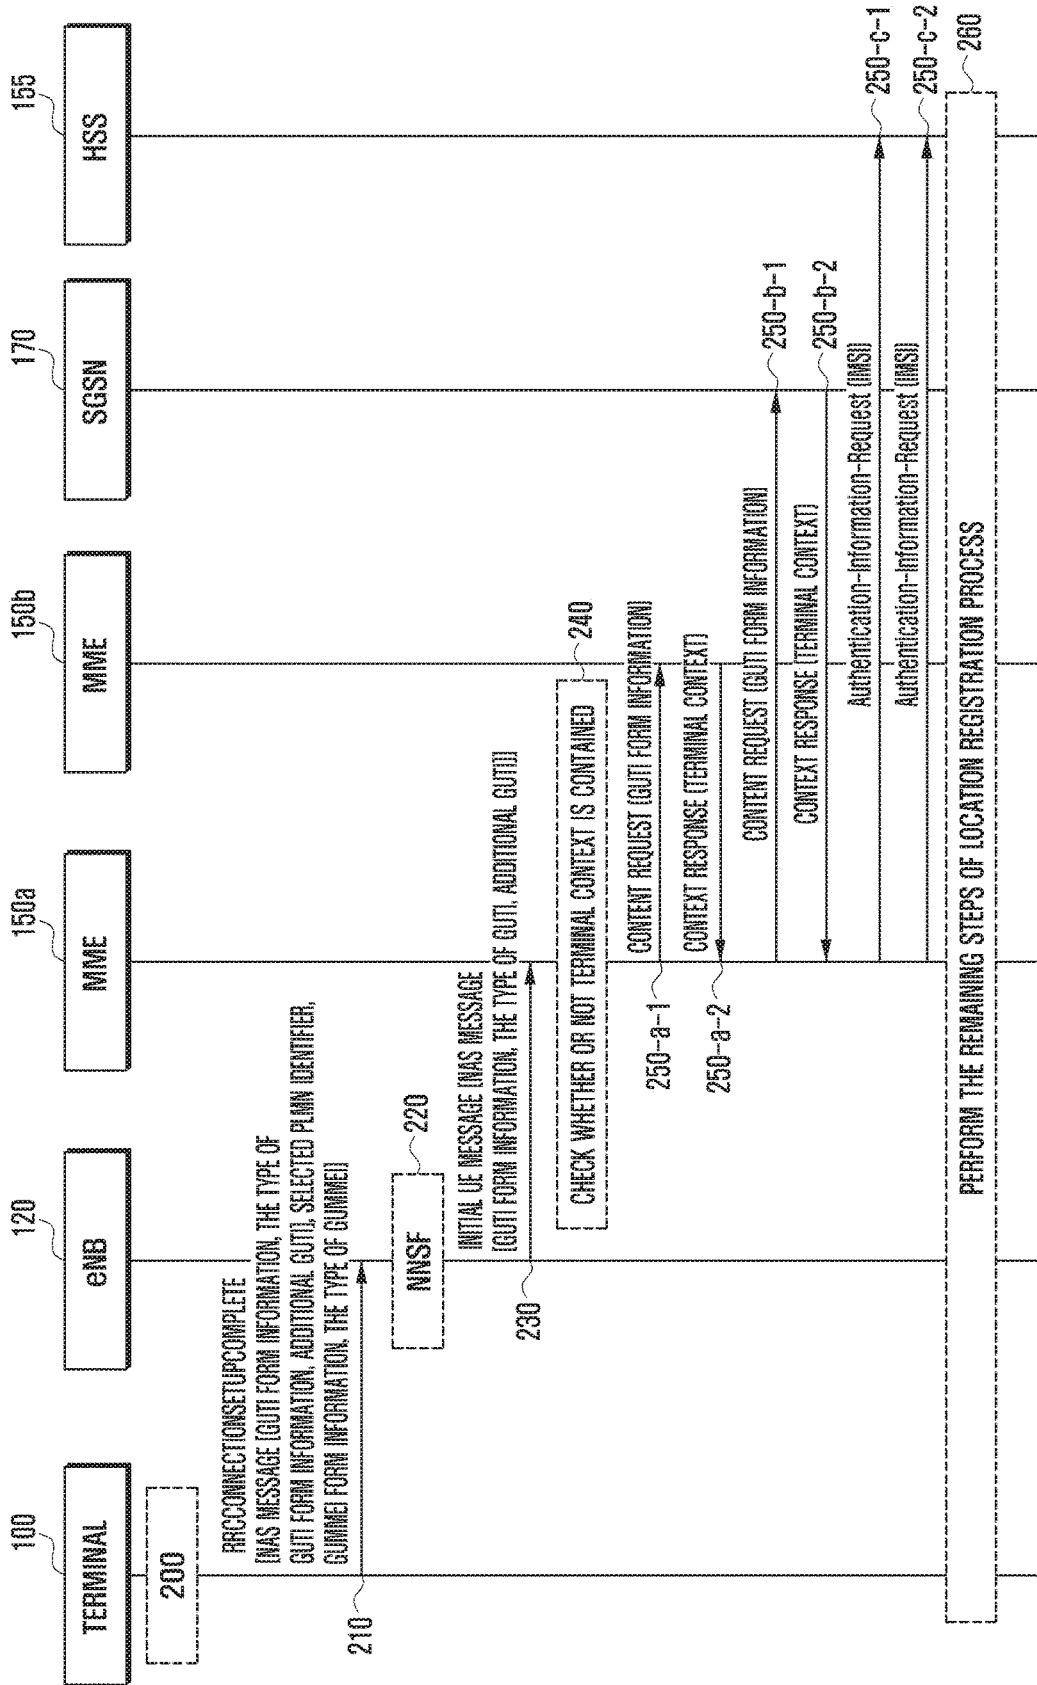 100
120
150a
150b
170
155
TERMINAL
eNB
MME
MME
SGSN
HSS
200
RRCCONNECTIONSETUPCOMPLETE
[NAS MESSAGE [GUTI FORM INFORMATION, THE TYPE OF
GUTI FORM INFORMATION, ADDITIONAL GUTI], SELECTED PLMN IDENTIFIER,
GUMMEI FORM INFORMATION, THE TYPE OF GUMMEI]
210
NNSF
220
INITIAL UE MESSAGE [NAS MESSAGE
[GUTI FORM INFORMATION, THE TYPE OF GUTI, ADDITIONAL GUTI]]
230
CHECK WHETHER OR NOT TERMINAL CONTEXT IS CONTAINED
240
CONTENT REQUEST (GUTI FORM INFORMATION)
250-a-1
CONTEXT RESPONSE (TERMINAL CONTEXT)
250-a-2
CONTENT REQUEST (GUTI FORM INFORMATION)
250-b-1
CONTEXT RESPONSE (TERMINAL CONTEXT)
250-b-2
Authentication-Information-Request (IMSI)
250-c-1
Authentication-Information-Request (IMSI)
250-c-2
PERFORM THE REMAINING STEPS OF LOCATION REGISTRATION PROCESS
260